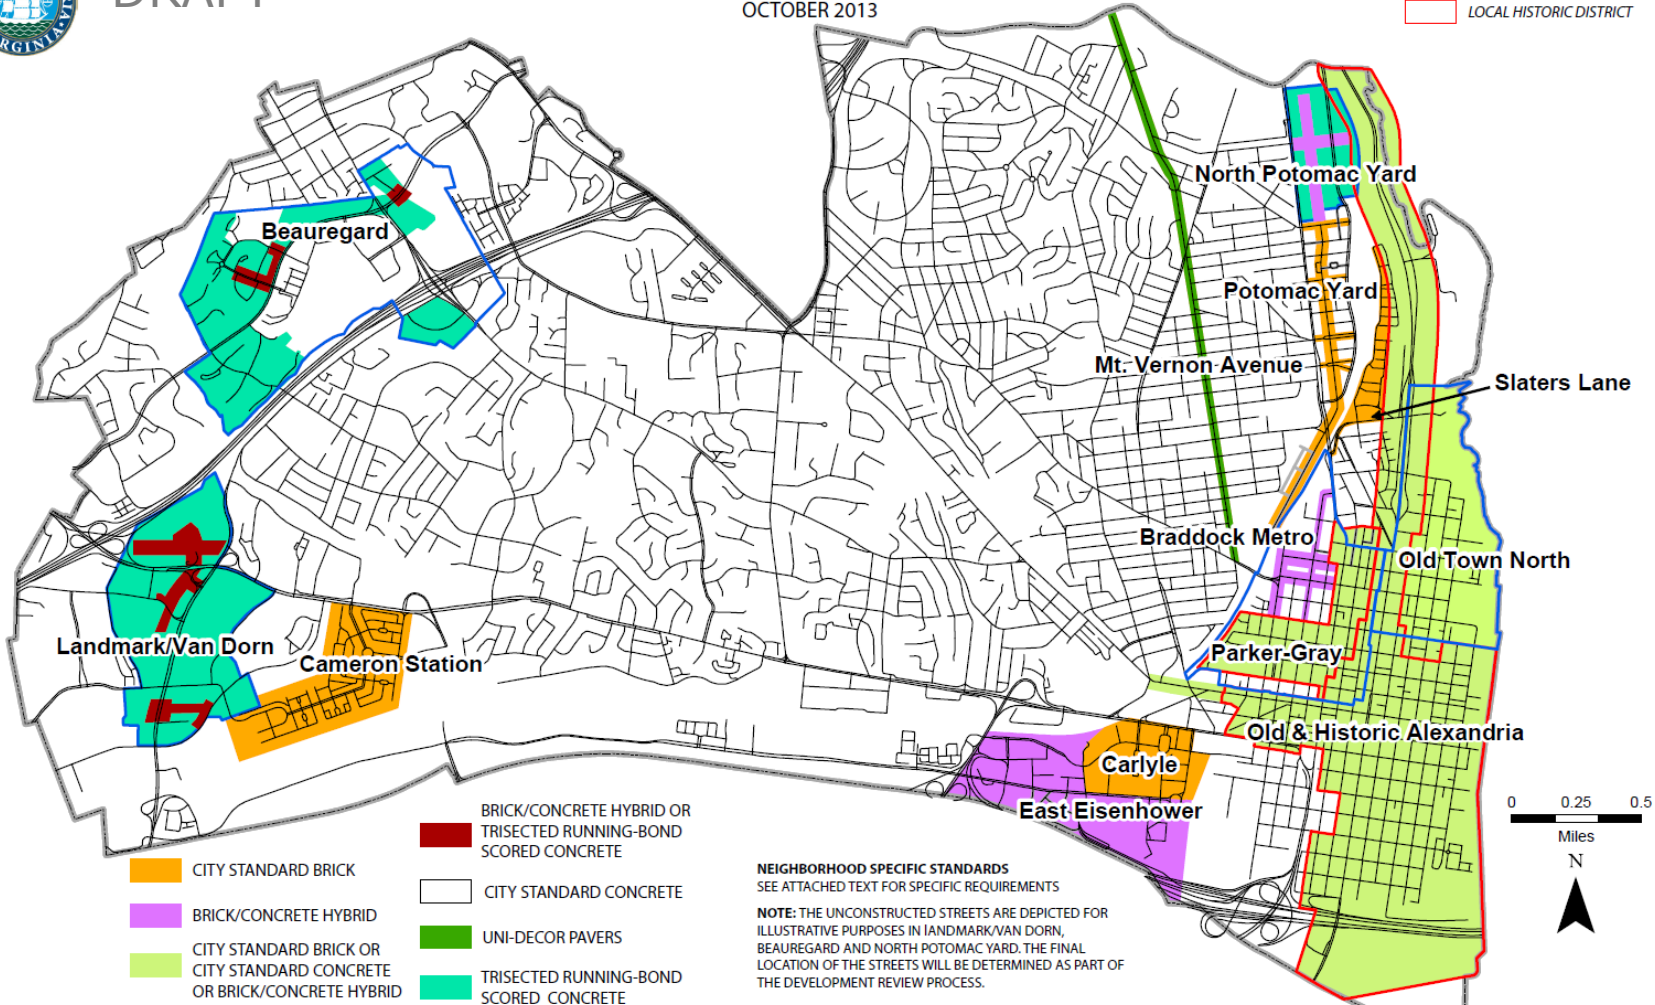 DRAFT
RGINIA
OCTOBER 2013
LOCAL HISTORIC DISTRICT
North Potomac Yard
Beauregard
Potomac Yard
Mt. Vernon Avenue
Slaters Lane
Braddock Metro
Old Town North
Landmark/Van Dorn
Cameron Station
Parker-Gray
Old & Historic Alexandria
Carlyle
East Eisenhower
0 0.25 0.5
Miles
N
CITY STANDARD BRICK
BRICK/CONCRETE HYBRID
CITY STANDARD BRICK OR
CITY STANDARD CONCRETE
OR BRICK/CONCRETE HYBRID
BRICK/CONCRETE HYBRID OR
TRISECTED RUNNING-BOND
SCORED CONCRETE
CITY STANDARD CONCRETE
UNI-DECOR PAVERS
TRISECTED RUNNING-BOND
SCORED CONCRETE
NEIGHBORHOOD SPECIFIC STANDARDS
SEE ATTACHED TEXT FOR SPECIFIC REQUIREMENTS
NOTE: THE UNCONSTRUCTED STREETS ARE DEPICTED FOR
ILLUSTRATIVE PURPOSES IN lANDMARK/VAN DORN,
BEAUREGARD AND NORTH POTOMAC YARD. THE FINAL
LOCATION OF THE STREETS WILL BE DETERMINED AS PART OF
THE DEVELOPMENT REVIEW PROCESS.